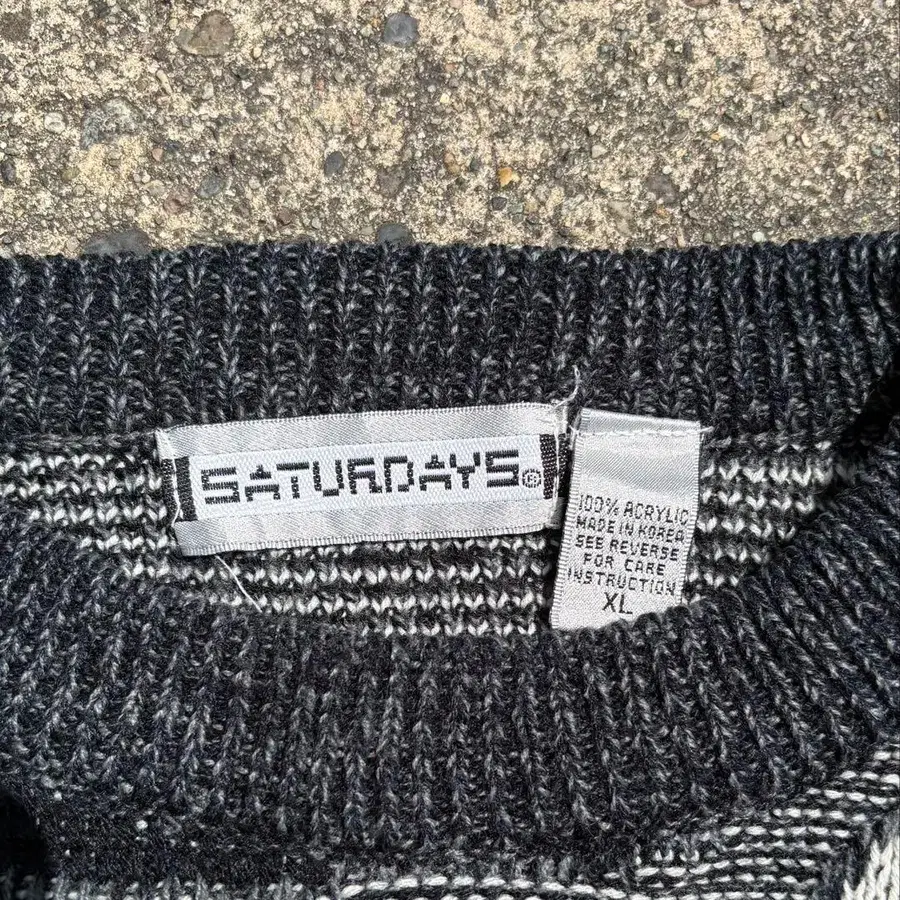 SATURDAYS®
100% ACRYLIC
MADE IN KOREA
SEE REVERSE
FOR CARE
INSTRUCTION
XL